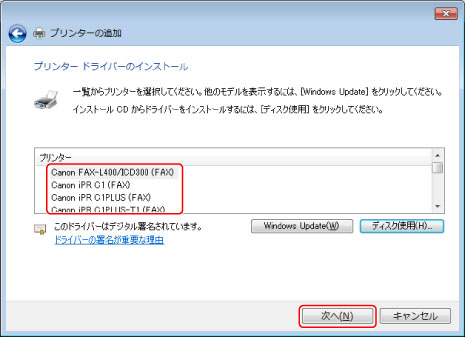 プリンターの追加
プリンター ドライバーのインストール
一覧からプリンターを選択してください。他のモデルを表示するには、[Windows Update] をクリックしてください。
インストール CD からドライバーをインストールするには、[ディスク使用] をクリックしてください。
プリンター
Canon FAX-L400/ICD300 (FAX)
Canon iPR C1 (FAX)
Canon iPR C1PLUS (FAX)
Canon iPR C1PLUS-T1 (FAX)
このドライバーはデジタル署名されています。
ドライバーの署名が重要な理由
Windows Update(W)
ディスク使用(H)...
次へ(N)
キャンセル